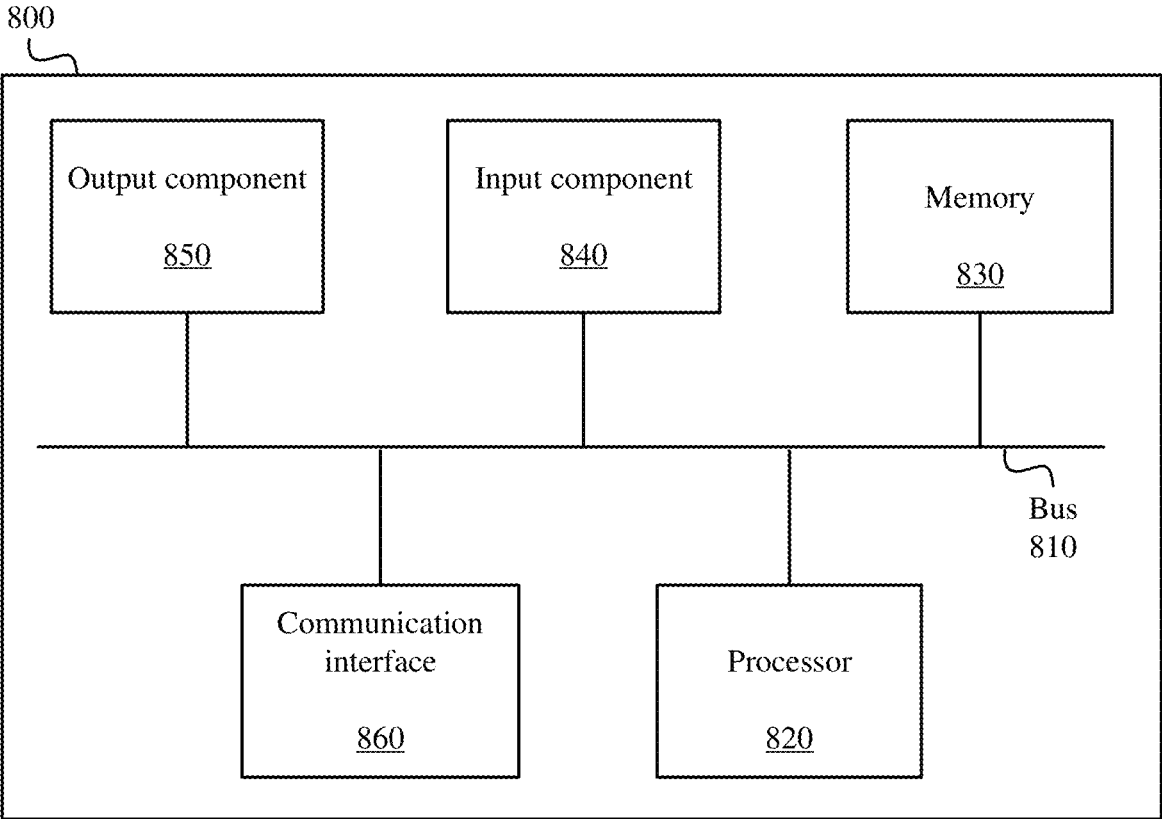 800
Output component
850
Input component
840
Memory
830
Bus
810
Communication
interface
860
Processor
820